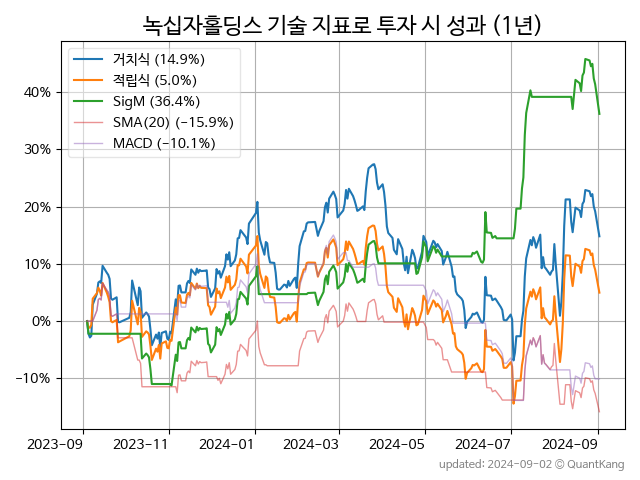 녹십자홀딩스 기술 지표로 투자 시 성과 (1년)
거치식 (14.9%)
적립식 (5.0%)
SigM (36.4%)
SMA(20) (−15.9%)
MACD (−10.1%)
40%
30%
20%
10%
0%
−10%
2023-09 2023-11 2024-01 2024-03 2024-05 2024-07 2024-09
updated: 2024-09-02 ⓒ QuantKang